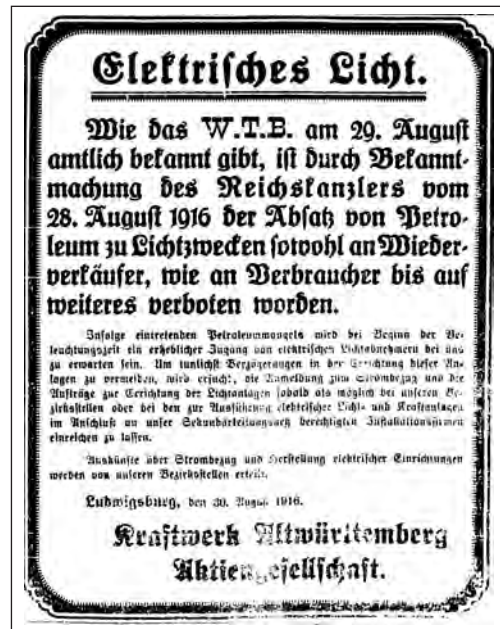 Elektrisches Licht.
Wie das W.T.B. am 29. August
amtlich bekannt gibt, ist durch Bekannt-
machung des Reichskanzlers vom
28. August 1916 der Absatz von Petro-
leum zu Lichtzwecken sowohl an Wieder-
verkäufer, wie an Verbraucher bis auf
weiteres verboten worden.
Infolge eintretenden Petroleummangels wird bei Beginn der Be-
leuchtungszeit ein erheblicher Zugang von elektrischen Lichtabnehmern bei uns
zu erwarten sein. Um tunlichst Verzögerungen in der Errichtung dieser An-
lagen zu vermeiden, wird ersucht, die Anmeldung zum Strombezug und die
Aufträge zur Errichtung der Lichtanlagen sobald als möglich bei unseren Be-
zirksstellen oder bei den zur Ausführung elektrischer Licht- und Kraftanlagen
im Anschluß an unser Sekundärleitungsnetz berechtigten Installationsfirmen
einreichen zu lassen.
Auskünfte über Strombezug und Herstellung elektrischer Einrichtungen
werden von unseren Bezirksstellen erteilt.
Ludwigsburg, den 30. August 1916.
Kraftwerk Altwürttemberg
Aktiengesellschaft.